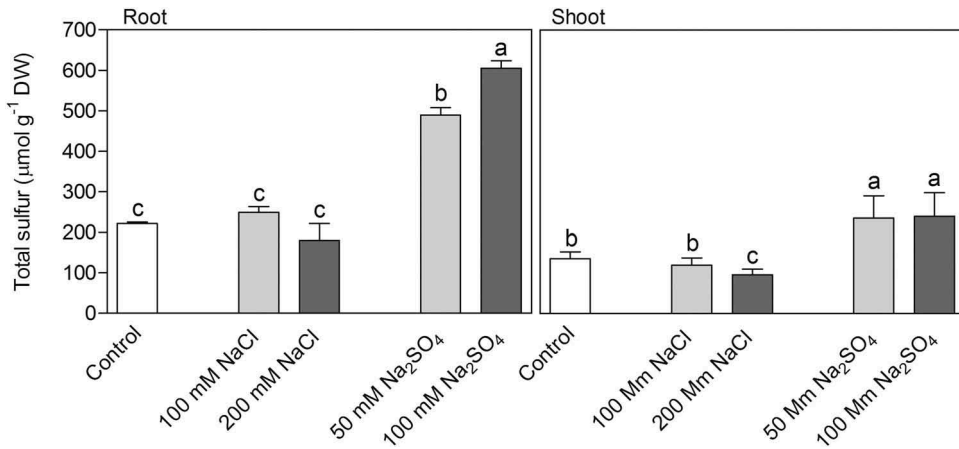 Root
Shoot
Total sulfur (μmol g⁻¹ DW)
700
600
500
400
300
200
100
0
c
c
c
b
a
b
b
c
a
a
Control
100 mM NaCl
200 mM NaCl
50 mM Na₂SO₄
100 mM Na₂SO₄
Control
100 Mm NaCl
200 Mm NaCl
50 Mm Na₂SO₄
100 Mm Na₂SO₄